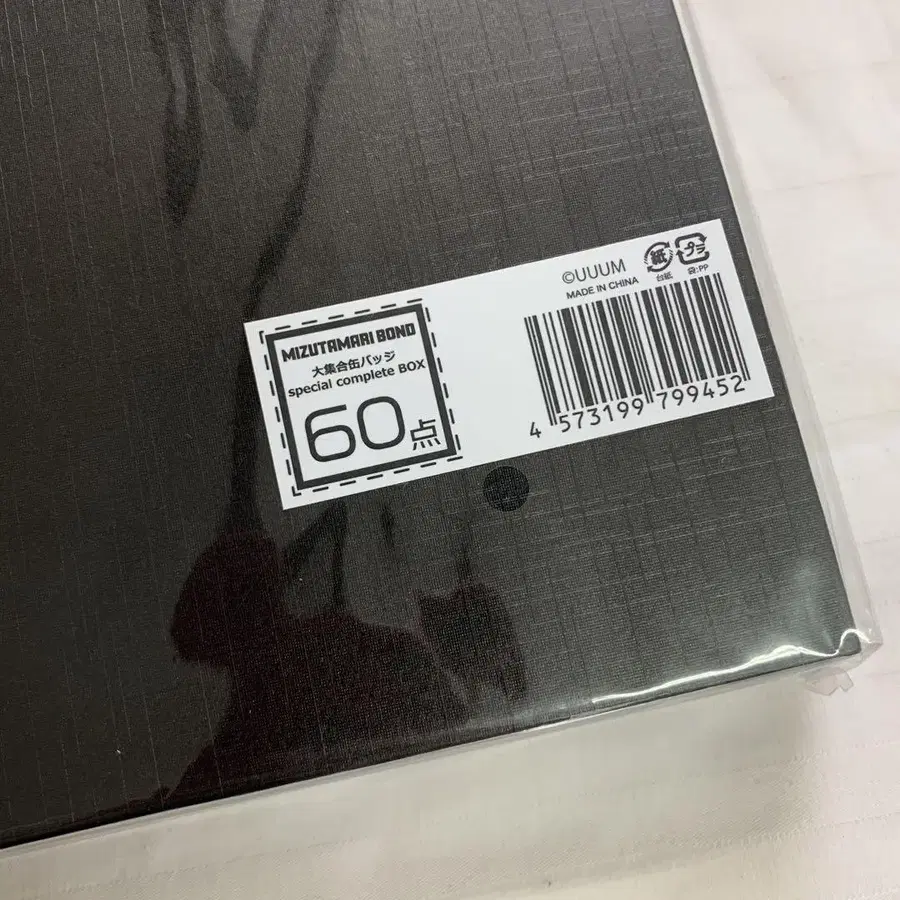 MIZUTAMARI BOND
大集合缶バッジ
special complete BOX
60点
©UUUM
MADE IN CHINA
紙
台紙
プラ
袋:PP
4 573199 799452